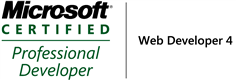 Microsoft
CERTIFIED
Professional
Developer
Web Developer 4